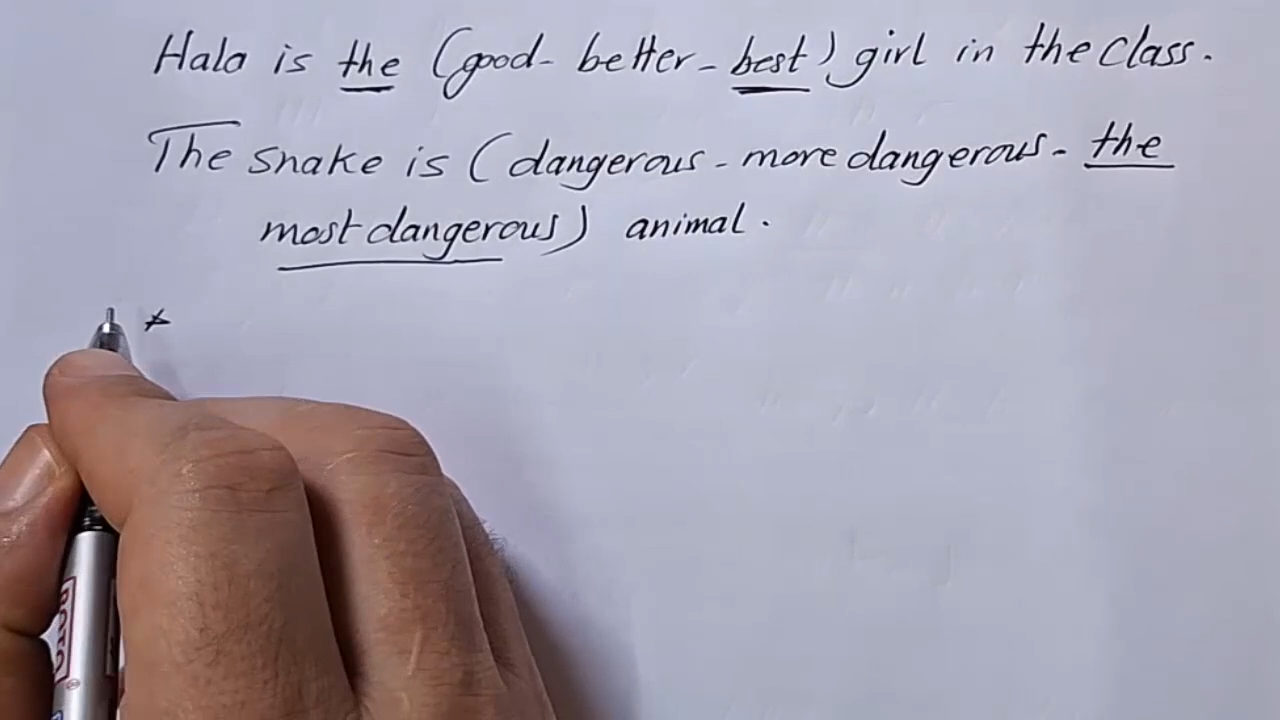 Hala is the (good - better - best) girl in the class.
The snake is (dangerous - more dangerous - the
most dangerous) animal.
*
ROTO